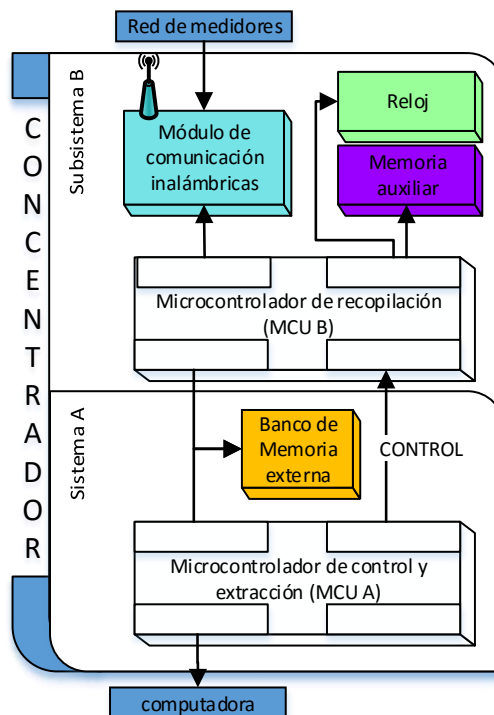 Red de medidores
CONCENTRADOR
Subsistema B
Módulo de
comunicación
inalámbricas
Reloj
Memoria
auxiliar
Microcontrolador de recopilación
(MCU B)
Sistema A
Banco de
Memoria
externa
CONTROL
Microcontrolador de control y
extracción (MCU A)
computadora